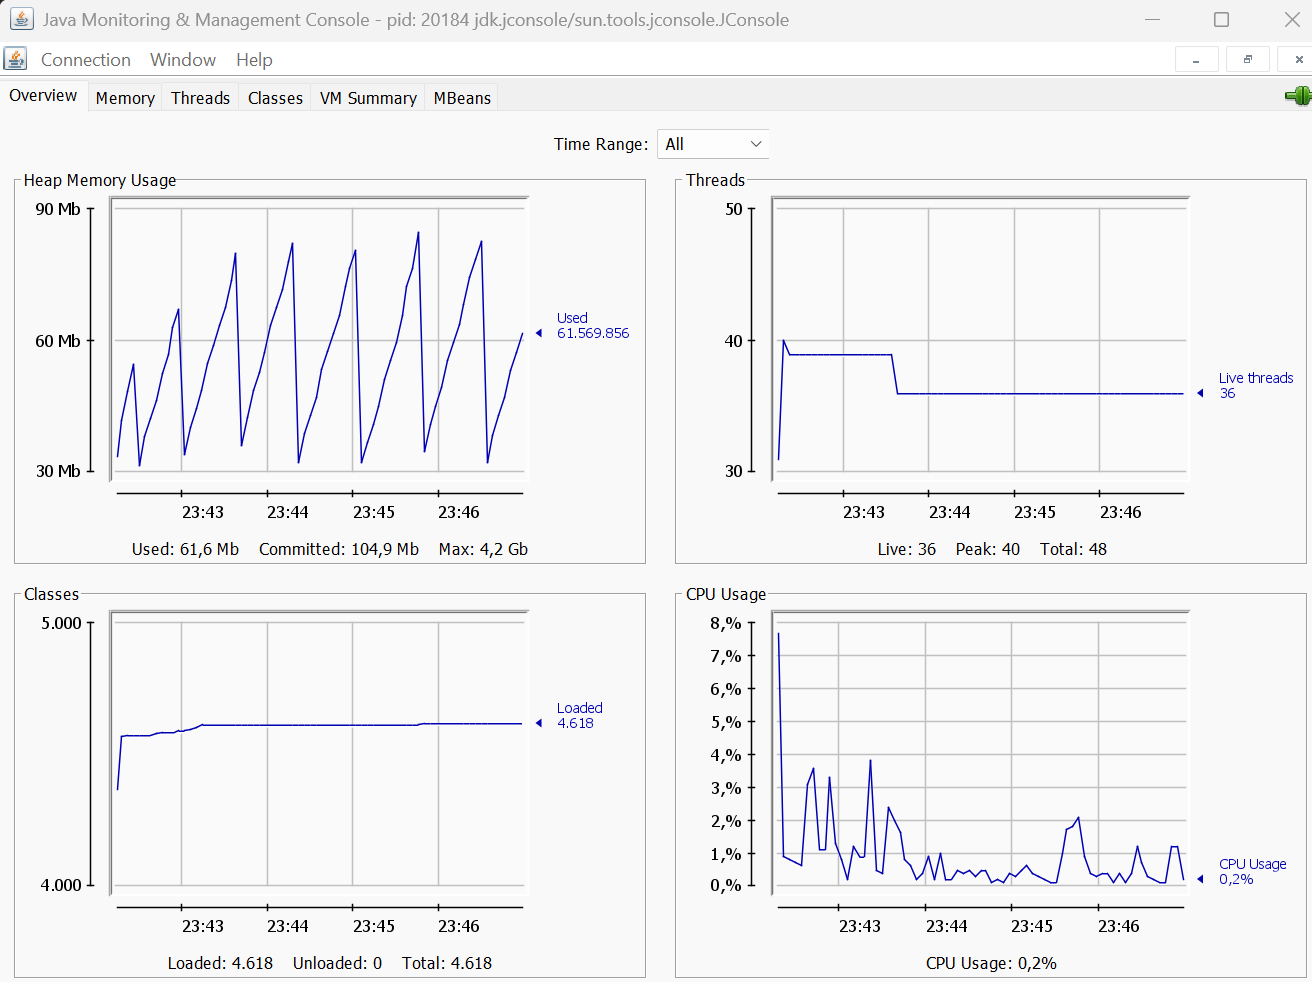 Java Monitoring & Management Console - pid: 20184 jdk.jconsole/sun.tools.jconsole.JConsole
Connection Window Help
Overview Memory Threads Classes VM Summary MBeans
Time Range: All
Heap Memory Usage
90 Mb
60 Mb
30 Mb
Used
61.569.856
23:43 23:44 23:45 23:46
Used: 61,6 Mb Committed: 104,9 Mb Max: 4,2 Gb
Threads
50
40
30
Live threads
36
23:43 23:44 23:45 23:46
Live: 36 Peak: 40 Total: 48
Classes
5.000
4.000
Loaded
4.618
23:43 23:44 23:45 23:46
Loaded: 4.618 Unloaded: 0 Total: 4.618
CPU Usage
8,%
7,%
6,%
5,%
4,%
3,%
2,%
1,%
0,%
CPU Usage
0,2%
23:43 23:44 23:45 23:46
CPU Usage: 0,2%